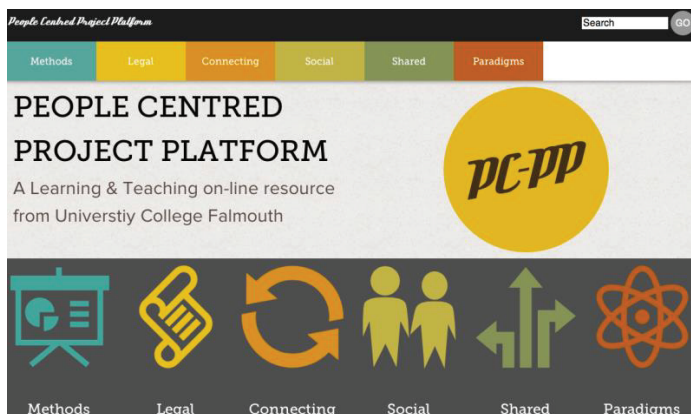 People Centred Project Platform
Search GO
Methods Legal Connecting Social Shared Paradigms
PEOPLE CENTRED
PROJECT PLATFORM
A Learning & Teaching on-line resource
from Universtiy College Falmouth
PC-PP
Methods Legal Connecting Social Shared Paradigms